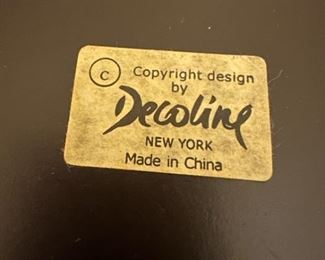 © Copyright design
by
Decoline
NEW YORK
Made in China